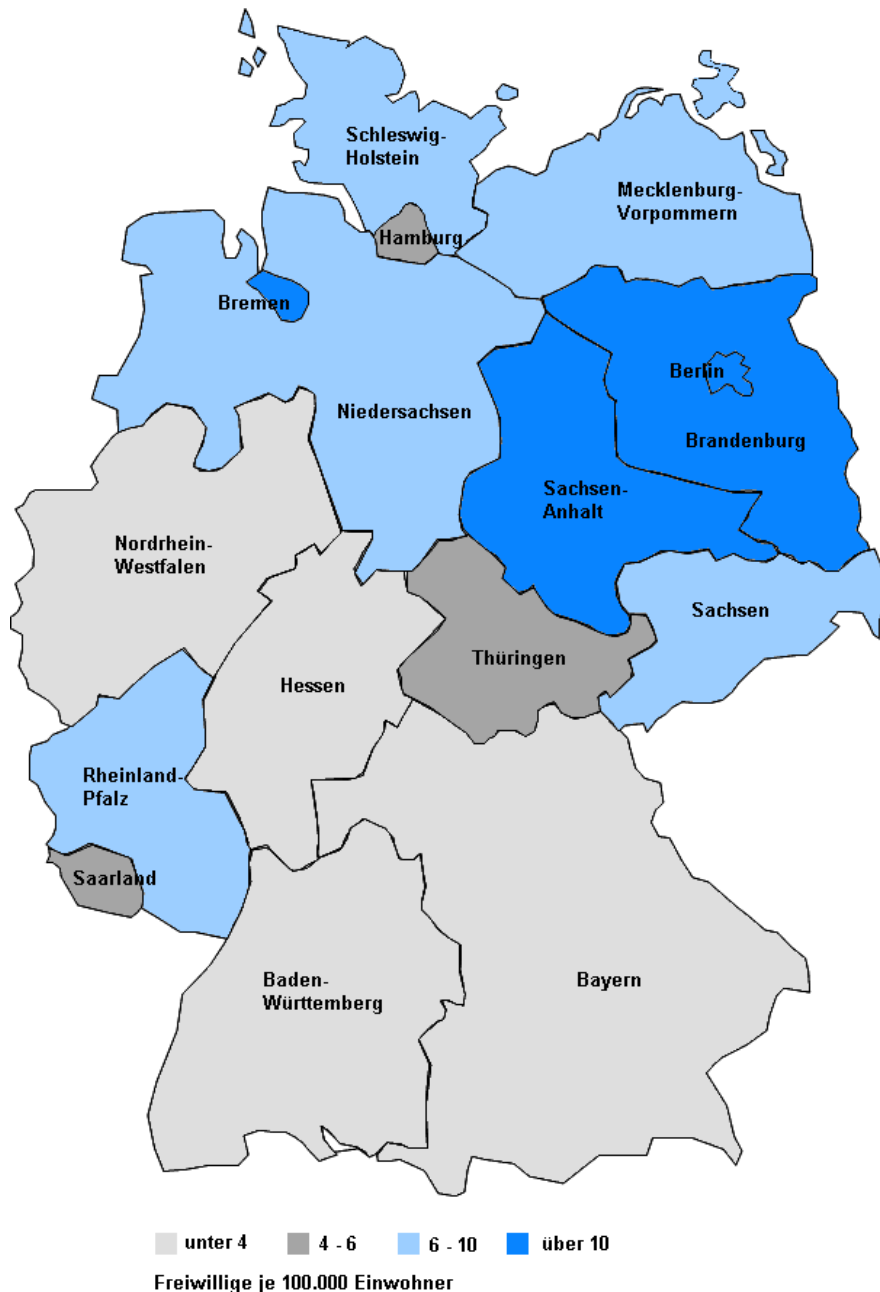 Schleswig-
Holstein
Mecklenburg-
Vorpommern
Hamburg
Bremen
Berlin
Niedersachsen
Brandenburg
Sachsen-
Anhalt
Nordrhein-
Westfalen
Sachsen
Thüringen
Hessen
Rheinland-
Pfalz
Saarland
Baden-
Württemberg
Bayern
unter 4
4 - 6
6 - 10
über 10
Freiwillige je 100.000 Einwohner